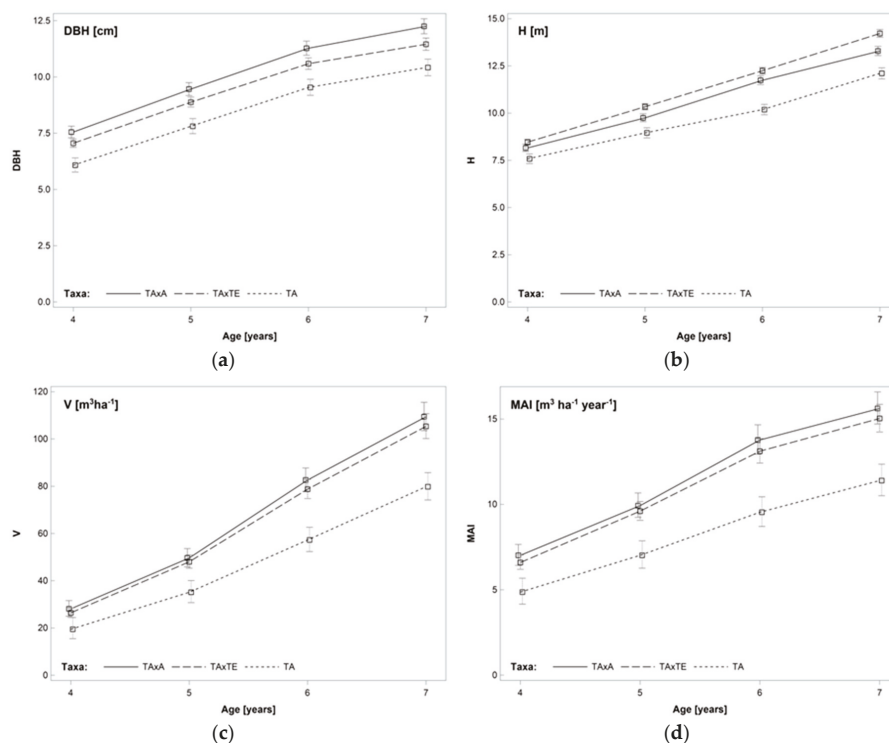 DBH [cm]
12.5
10.0
7.5
5.0
2.5
0.0
DBH
Taxa: TAxA TAxTE TA
4 5 6 7
Age [years]
(a)
H [m]
15.0
12.5
10.0
7.5
5.0
2.5
0.0
H
Taxa: TAxA TAxTE TA
4 5 6 7
Age [years]
(b)
V [m³ha⁻¹]
120
100
80
60
40
20
0
V
Taxa: TAxA TAxTE TA
4 5 6 7
Age [years]
(c)
MAI [m³ ha⁻¹ year⁻¹]
15
10
5
0
MAI
Taxa: TAxA TAxTE TA
4 5 6 7
Age [years]
(d)